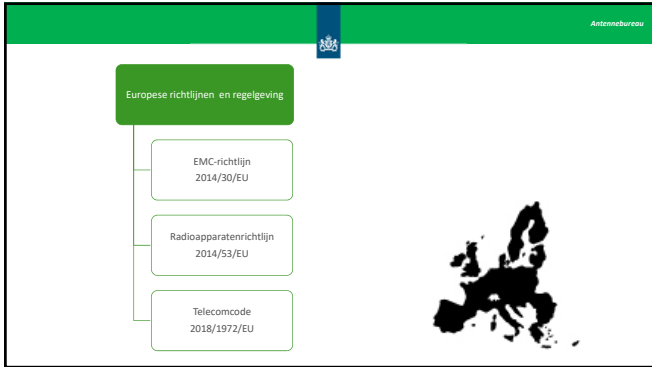 Antennebureau
Europese richtlijnen en regelgeving
EMC-richtlijn
2014/30/EU
Radioapparatenrichtlijn
2014/53/EU
Telecomcode
2018/1972/EU